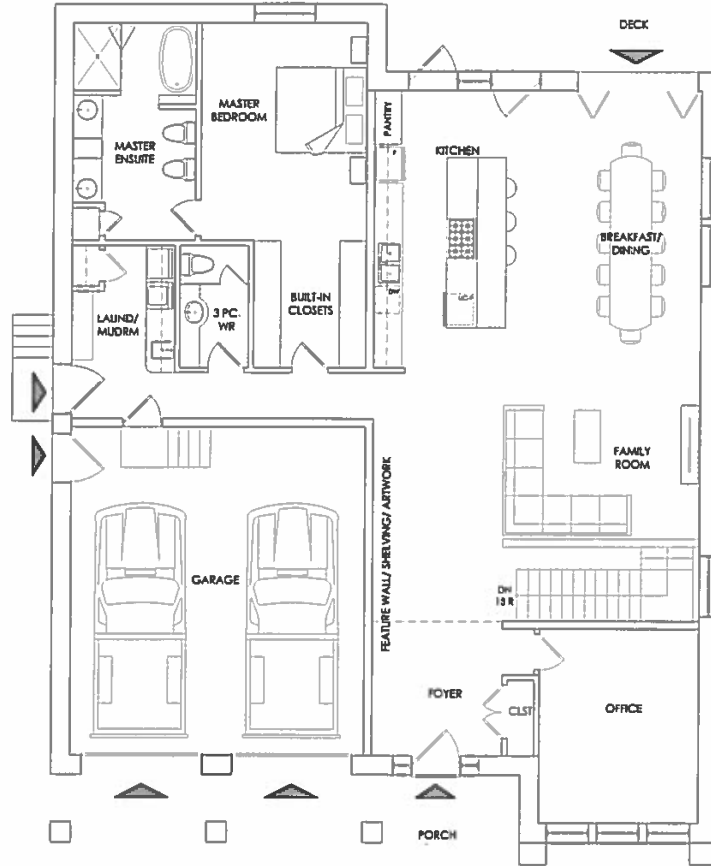 DECK
MASTER
BEDROOM
PANTRY
MASTER
ENSUITE
KITCHEN
F
BREAKFAST/
DINING
BUILT-IN
CLOSETS
LAUND/
MUDRM
3 PC.
WR
DW
FAMILY
ROOM
FEATURE WALL/ SHELVING/ ARTWORK
GARAGE
DN
FOYER
CLST
OFFICE
PORCH